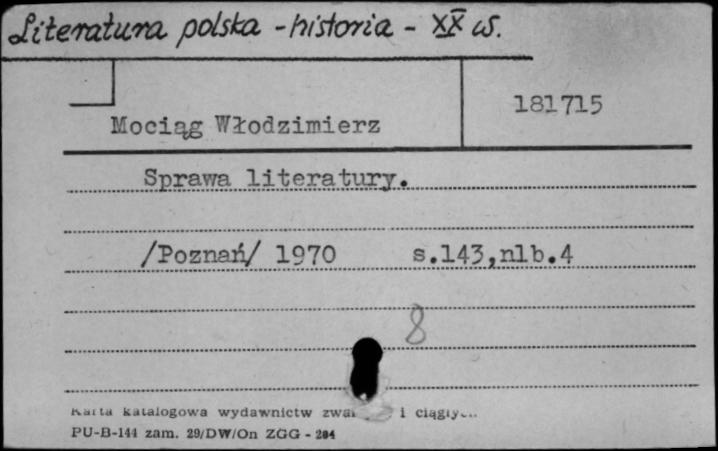 Literatura polska - historia - XX w.
181715
Mociąg Włodzimierz
Sprawa literatury.
/Poznań/ 1970 s.143,nlb.4
8
Karta katalogowa wydawnictw i
PU-B-144 zam. 29/DW/On ZGG - 204